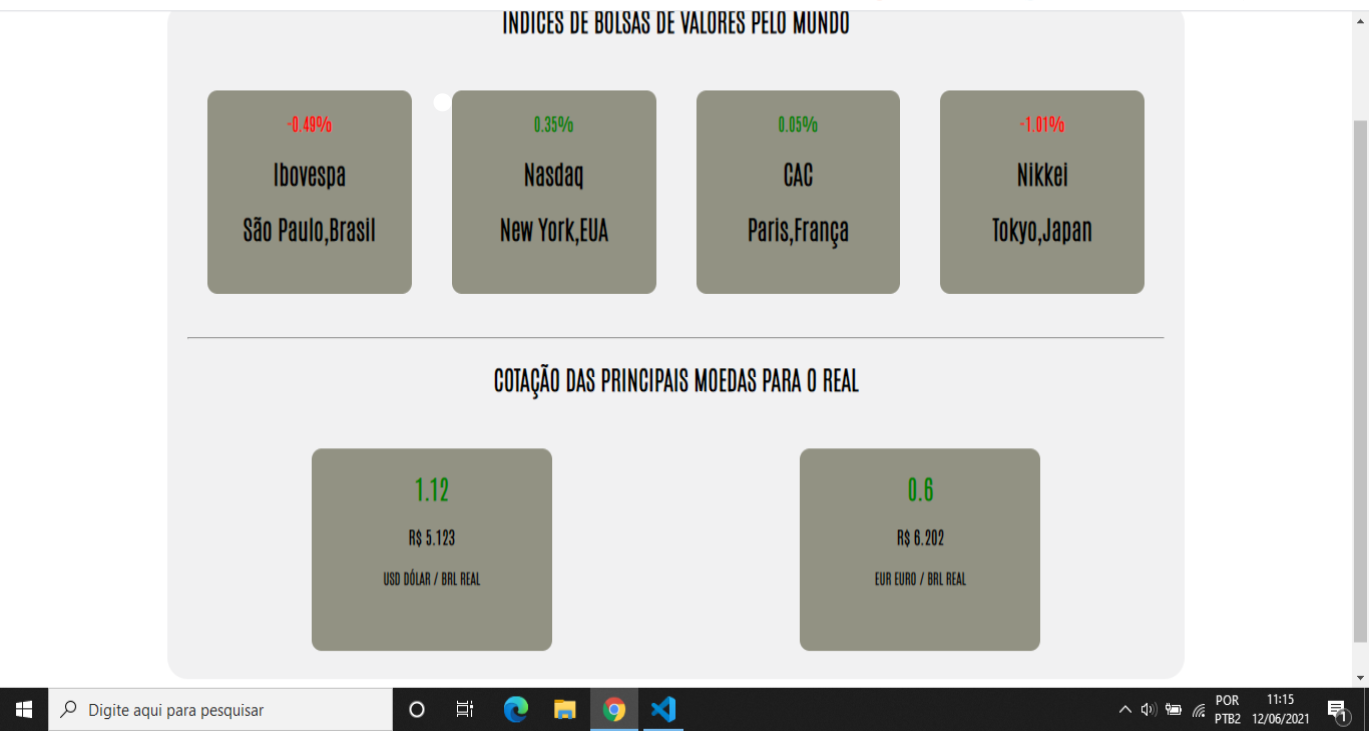 INDICES DE BOLSAS DE VALORES PELO MUNDO
-0.49%
Ibovespa
São Paulo,Brasil
0.35%
Nasdaq
New York,EUA
0.05%
CAC
Paris,França
-1.01%
Nikkei
Tokyo,Japan
COTAÇÃO DAS PRINCIPAIS MOEDAS PARA O REAL
1.12
R$ 5.123
USD DÓLAR / BRL REAL
0.6
R$ 6.202
EUR EURO / BRL REAL
Digite aqui para pesquisar
POR
PTB2
11:15
12/06/2021
1